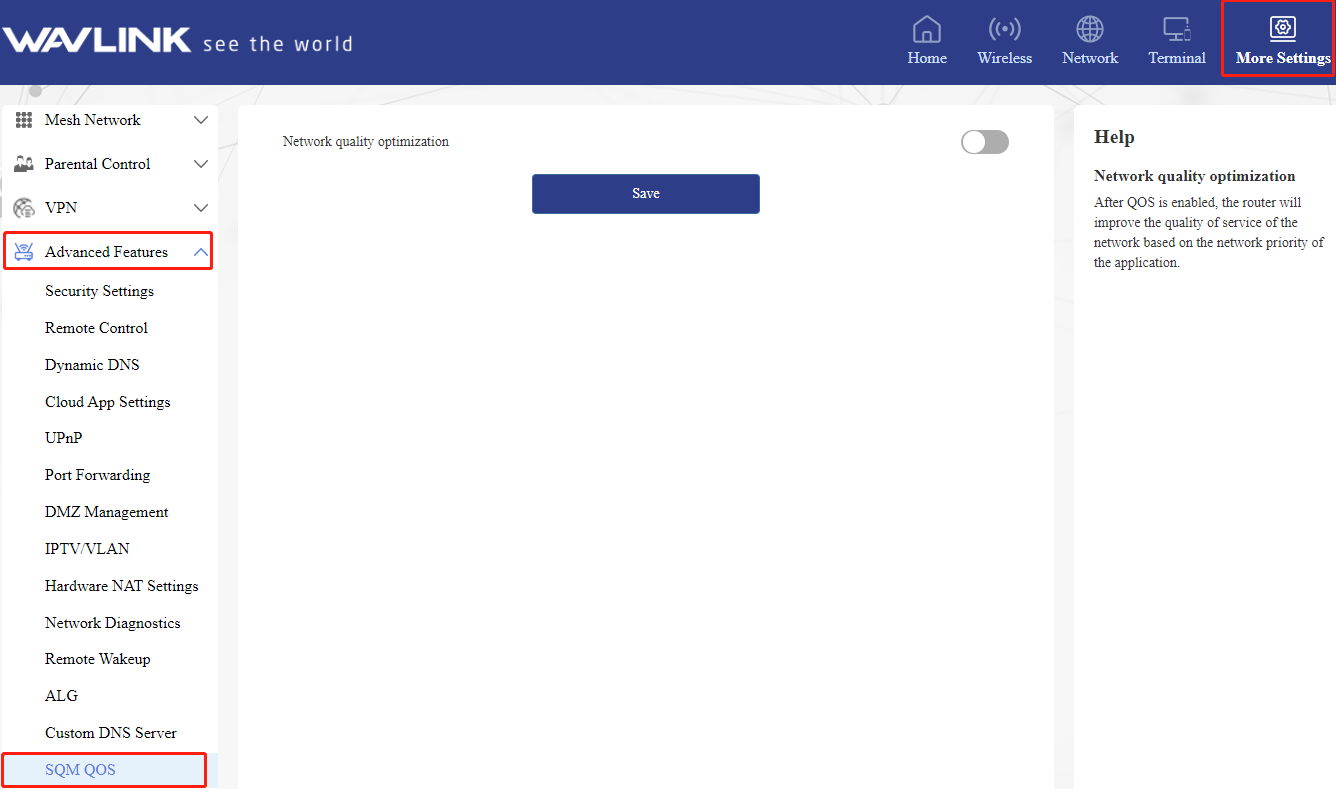 WAVLINK see the world
Home
Wireless
Network
Terminal
More Settings
Mesh Network
Parental Control
VPN
Advanced Features
Security Settings
Remote Control
Dynamic DNS
Cloud App Settings
UPnP
Port Forwarding
DMZ Management
IPTV/VLAN
Hardware NAT Settings
Network Diagnostics
Remote Wakeup
ALG
Custom DNS Server
SQM QOS
Network quality optimization
Save
Help
Network quality optimization
After QOS is enabled, the router will
improve the quality of service of the
network based on the network priority of
the application.